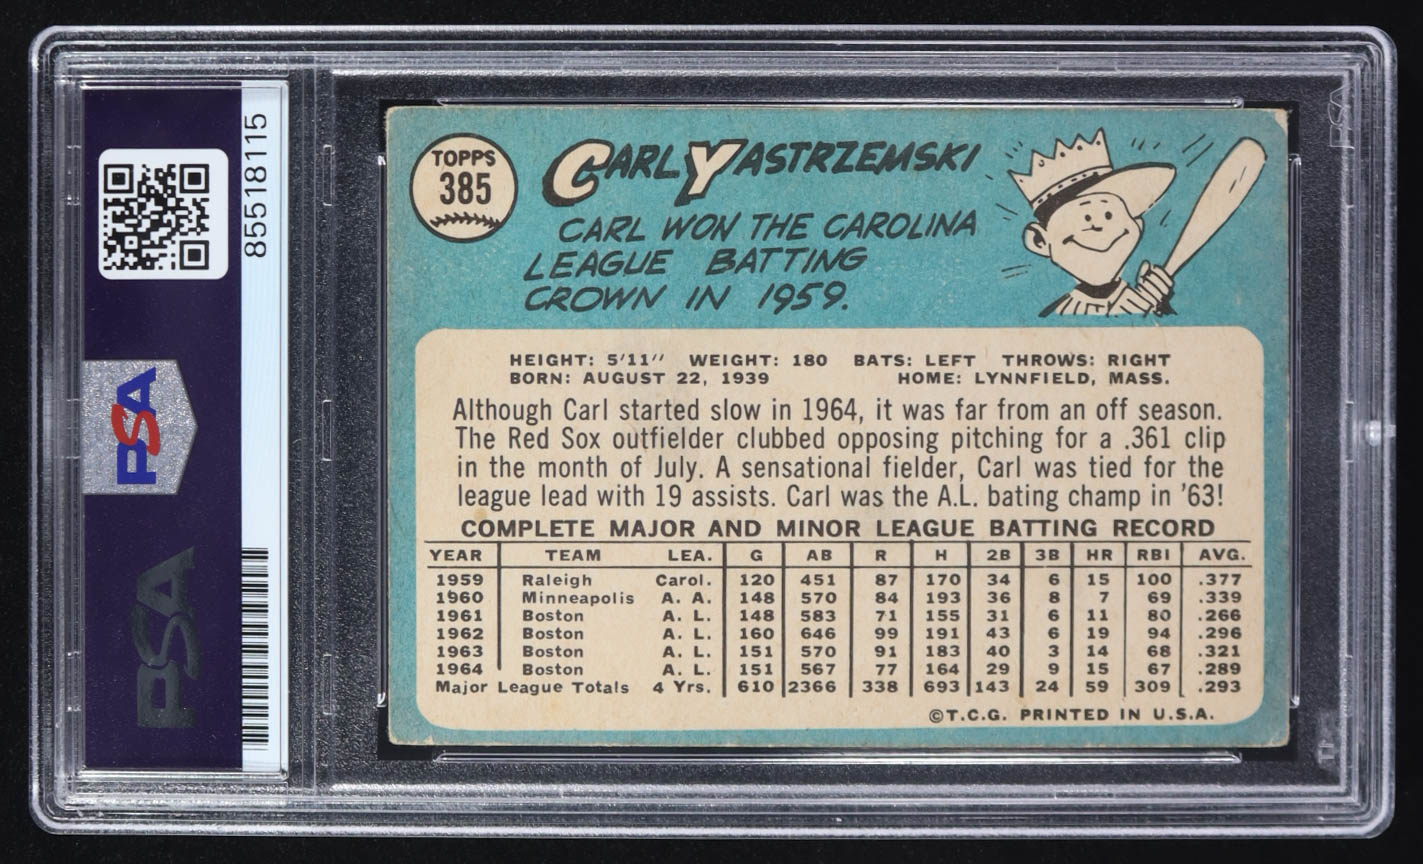 85518115
PSA
PSA
TOPPS
385
CARL YASTRZEMSKI
CARL WON THE CAROLINA
LEAGUE BATTING
CROWN IN 1959.
HEIGHT: 5'11" WEIGHT: 180 BATS: LEFT THROWS: RIGHT
BORN: AUGUST 22, 1939 HOME: LYNNFIELD, MASS.
Although Carl started slow in 1964, it was far from an off season.
The Red Sox outfielder clubbed opposing pitching for a .361 clip
in the month of July. A sensational fielder, Carl was tied for the
league lead with 19 assists. Carl was the A.L. bating champ in '63!
COMPLETE MAJOR AND MINOR LEAGUE BATTING RECORD
YEAR TEAM LEA. G AB R H 2B 3B HR RBI AVG.
1959 Raleigh Carol. 120 451 87 170 34 6 15 100 .377
1960 Minneapolis A. A. 148 570 84 193 36 8 7 69 .339
1961 Boston A. L. 148 583 71 155 31 6 11 80 .266
1962 Boston A. L. 160 646 99 191 43 6 19 94 .296
1963 Boston A. L. 151 570 91 183 40 3 14 68 .321
1964 Boston A. L. 151 567 77 164 29 9 15 67 .289
Major League Totals 4 Yrs. 610 2366 338 693 143 24 59 309 .293
©T.C.G. PRINTED IN U.S.A.
PSA